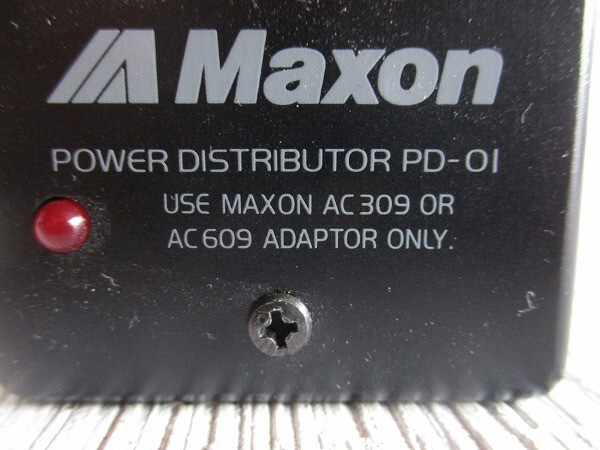 Maxon
POWER DISTRIBUTOR PD-01
USE MAXON AC309 OR
AC609 ADAPTOR ONLY.